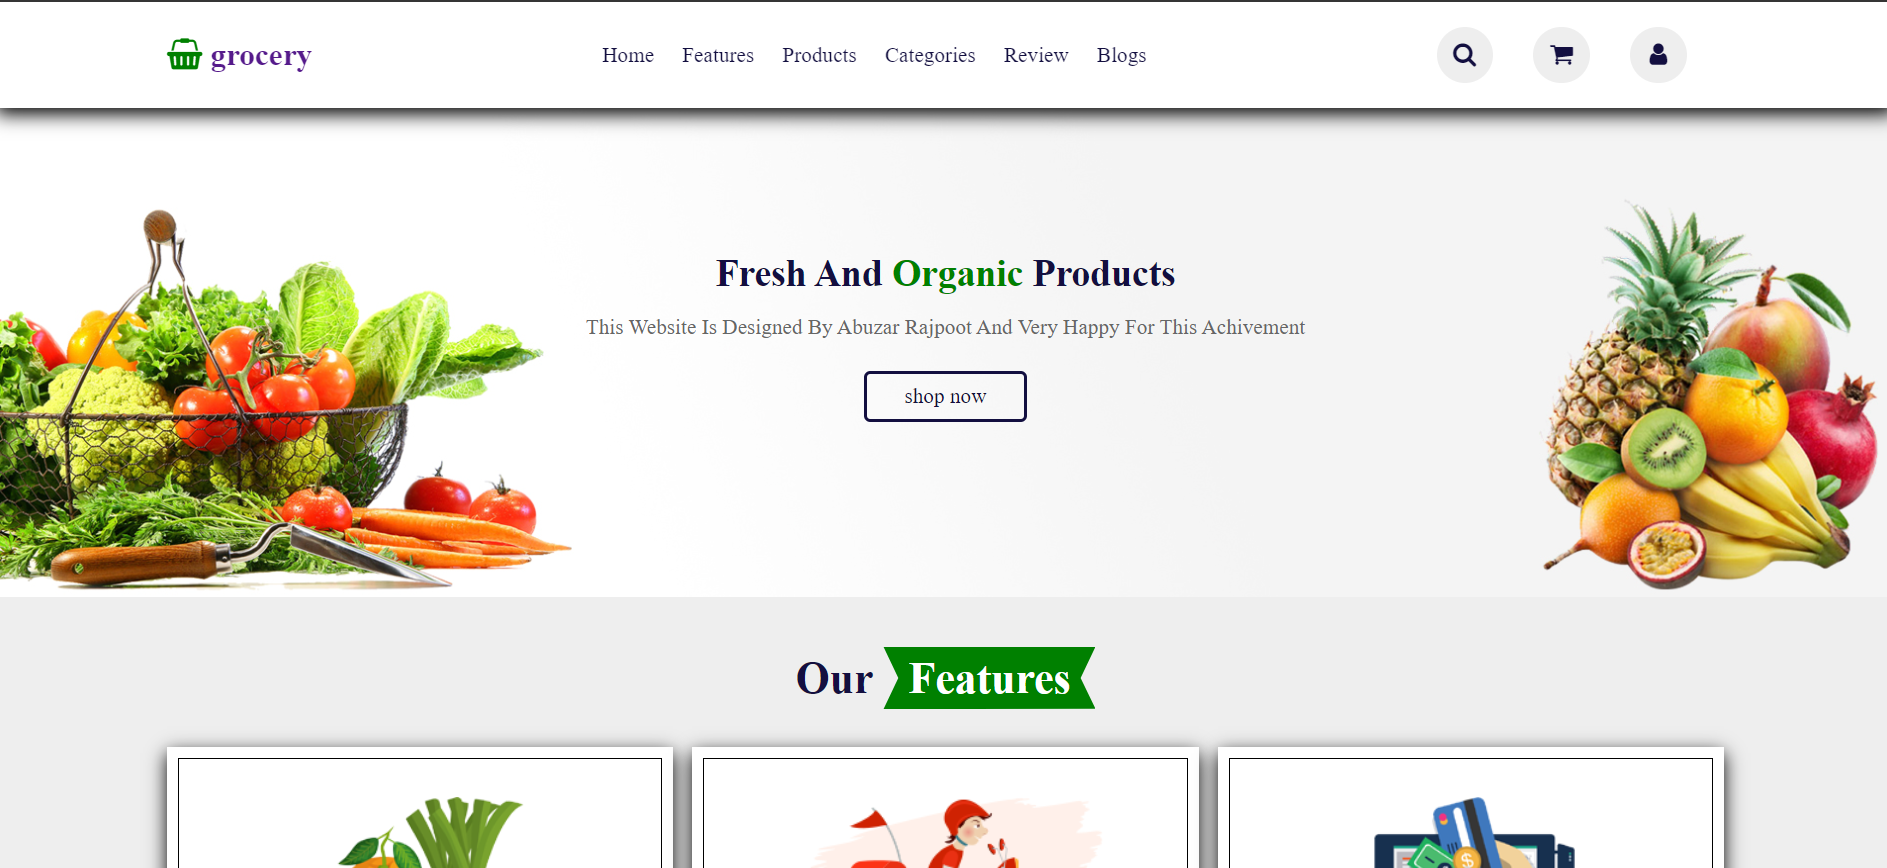 grocery
Home Features Products Categories Review Blogs
Fresh And Organic Products
This Website Is Designed By Abuzar Rajpoot And Very Happy For This Achivement
shop now
Our Features
$